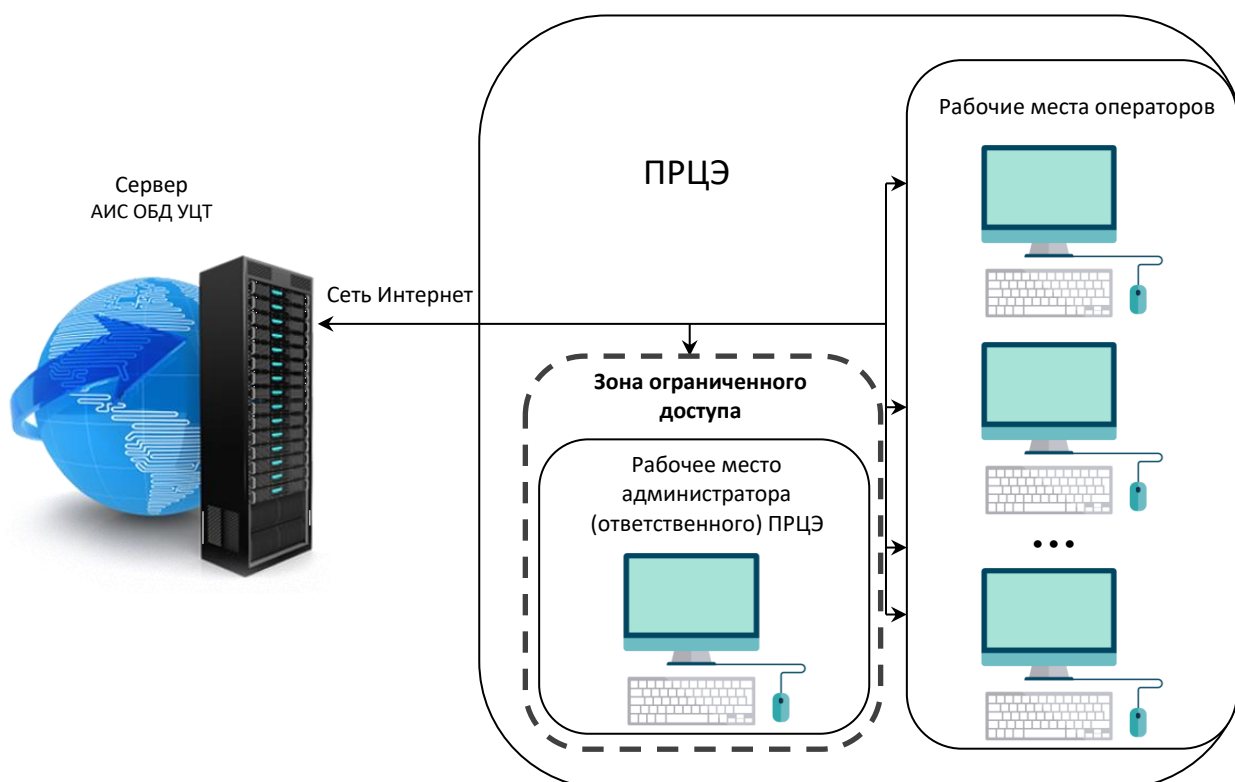 Сервер
АИС ОБД УЦТ
Сеть Интернет
ПРЦЭ
Зона ограниченного
доступа
Рабочее место
администратора
(ответственного) ПРЦЭ
Рабочие места операторов
...